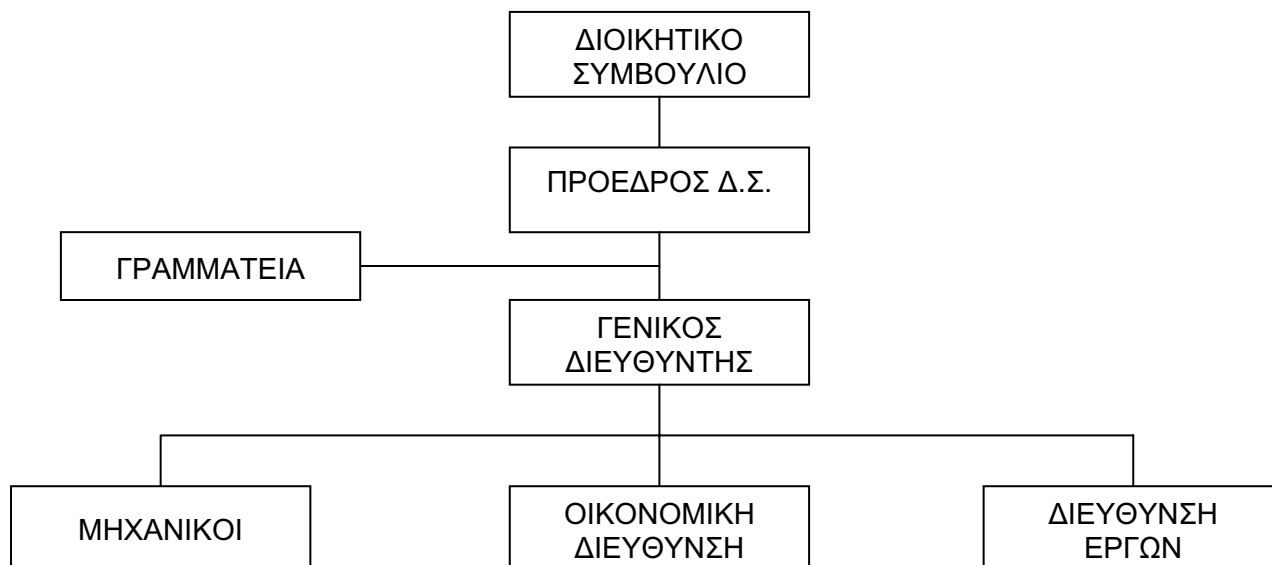 ΔΙΟΙΚΗΤΙΚΟ
ΣΥΜΒΟΥΛΙΟ
ΠΡΟΕΔΡΟΣ Δ.Σ.
ΓΡΑΜΜΑΤΕΙΑ
ΓΕΝΙΚΟΣ
ΔΙΕΥΘΥΝΤΗΣ
ΜΗΧΑΝΙΚΟΙ
ΟΙΚΟΝΟΜΙΚΗ
ΔΙΕΥΘΥΝΣΗ
ΔΙΕΥΘΥΝΣΗ
ΕΡΓΩΝ